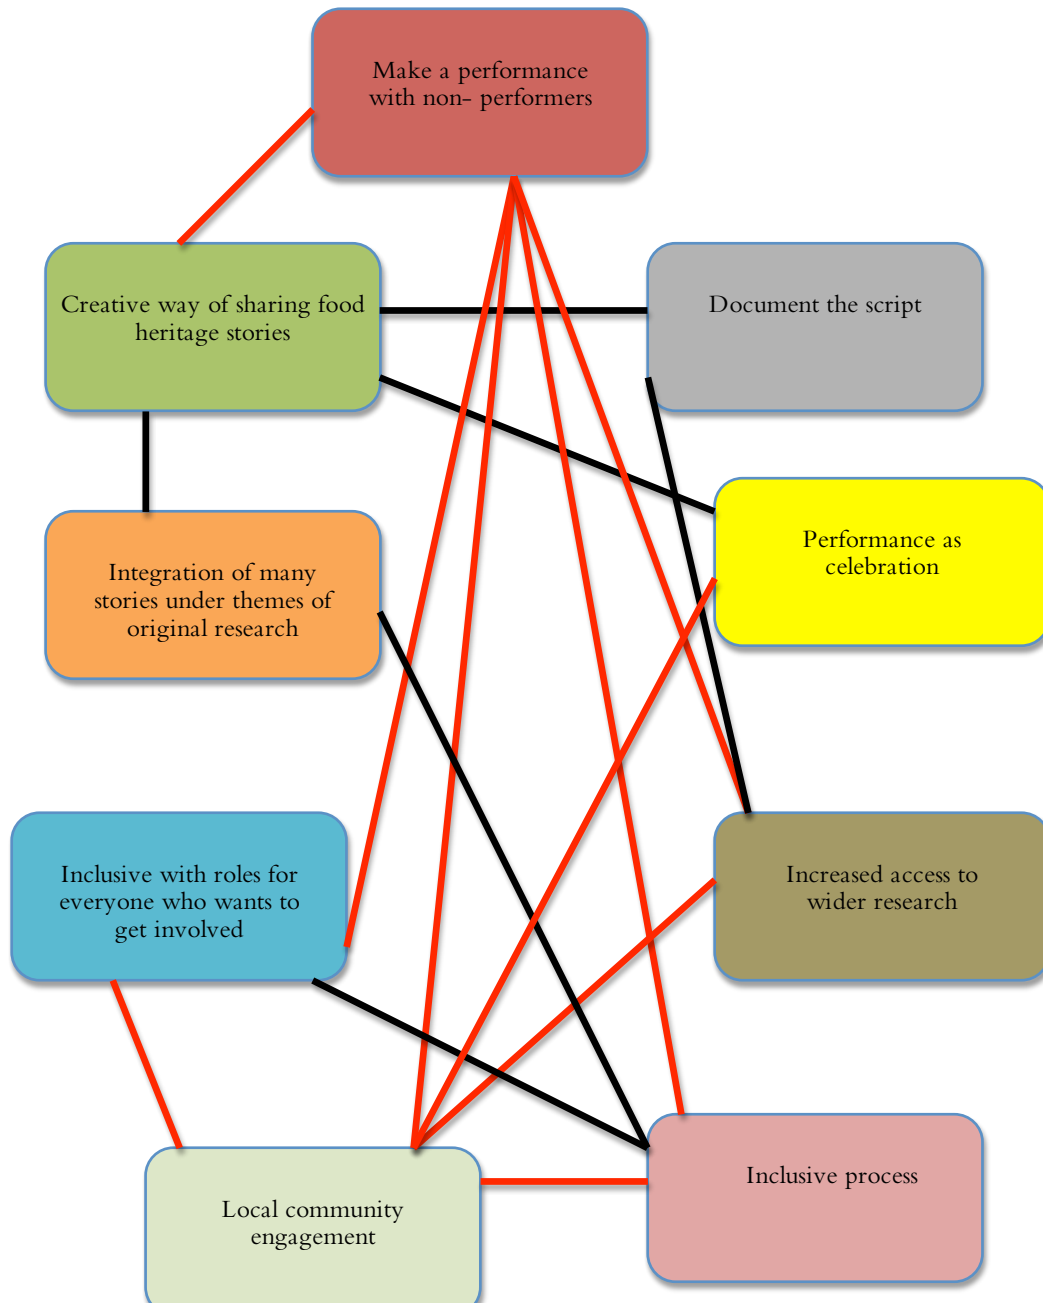 Make a performance
with non- performers
Creative way of sharing food
heritage stories
Document the script
Performance as
celebration
Integration of many
stories under themes of
original research
Inclusive with roles for
everyone who wants to
get involved
Increased access to
wider research
Inclusive process
Local community
engagement